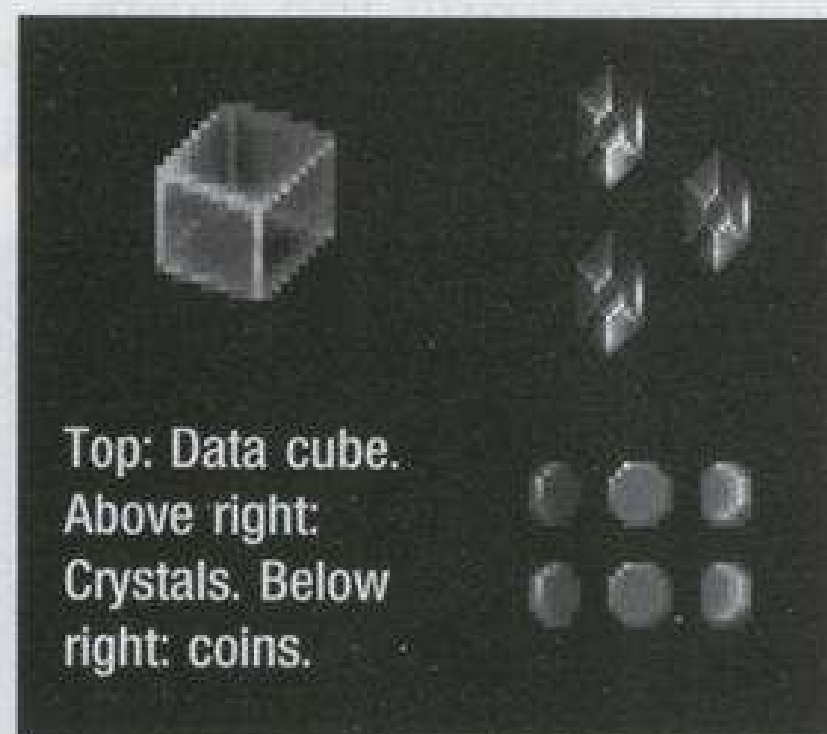 Top: Data cube.
Above right:
Crystals. Below
right: coins.